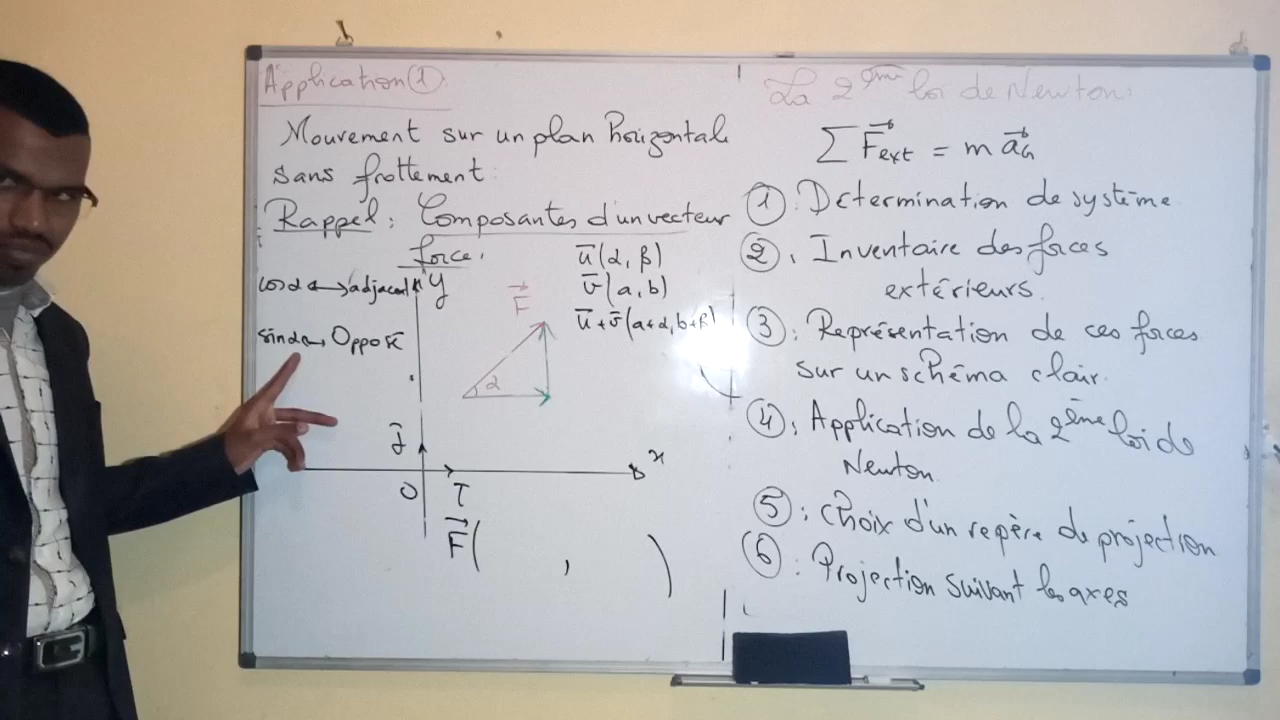 Application(1)
Mouvement sur un plan horizontale
sans frottement:
Rappel: Composantes d'un vecteur
force.
cosα ↔ adjacent
sinα ↔ Opposé
y
F⃗
α
u⃗(α, β)
v⃗(a, b)
u⃗+v⃗(a+α, b+β)
j⃗
O
i⃗
x
F⃗( , )
La 2ème loi de Newton:
∑F⃗ext = m a⃗G
①: Détermination de système
②: Inventaire des forces
extérieurs.
③: Représentation de ces forces
sur un schéma clair.
④: Application de la 2ème loi de
Newton
⑤: Choix d'un repère de projection
⑥: Projection suivant les axes